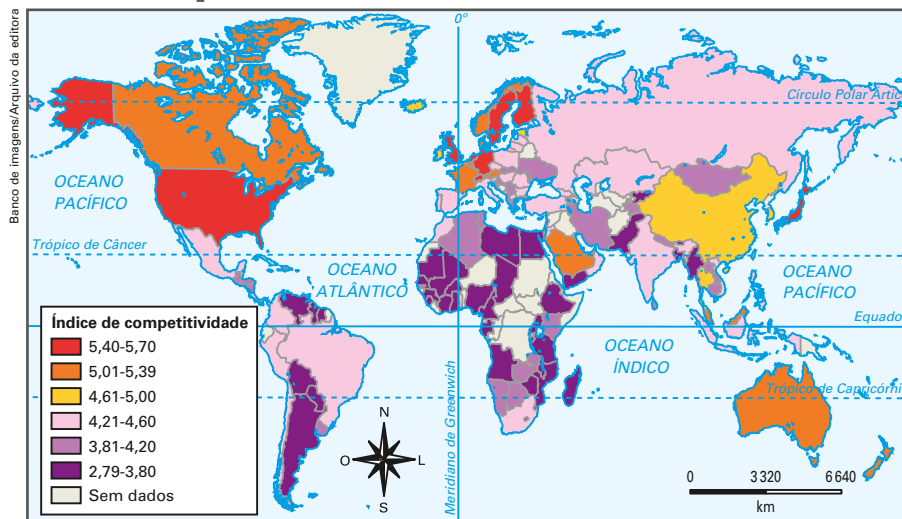 Banco de imagens/Arquivo da editora
0°
Círculo Polar Ártic
OCEANO
PACÍFICO
Trópico de Câncer
OCEANO
ATLÂNTICO
OCEANO
PACÍFICO
Equado
OCEANO
ÍNDICO
Trópico de Capricórni
Meridiano de Greenwich
Índice de competitividade
5,40-5,70
5,01-5,39
4,61-5,00
4,21-4,60
3,81-4,20
2,79-3,80
Sem dados
N
O
L
S
0 3 320 6 640
km